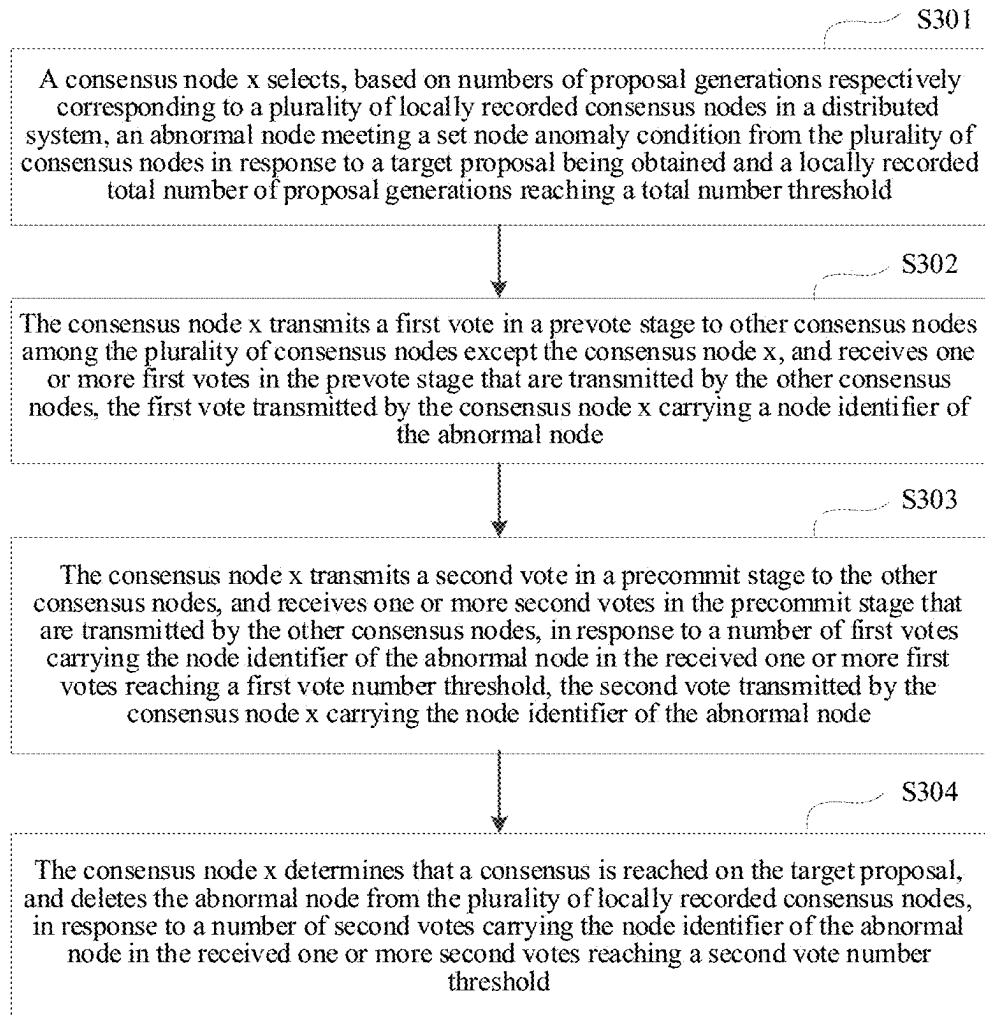 S301
A consensus node x selects, based on numbers of proposal generations respectively
corresponding to a plurality of locally recorded consensus nodes in a distributed
system, an abnormal node meeting a set node anomaly condition from the plurality of
consensus nodes in response to a target proposal being obtained and a locally recorded
total number of proposal generations reaching a total number threshold
S302
The consensus node x transmits a first vote in a prevote stage to other consensus nodes
among the plurality of consensus nodes except the consensus node x, and receives one
or more first votes in the prevote stage that are transmitted by the other consensus
nodes, the first vote transmitted by the consensus node x carrying a node identifier of
the abnormal node
S303
The consensus node x transmits a second vote in a precommit stage to the other
consensus nodes, and receives one or more second votes in the precommit stage that
are transmitted by the other consensus nodes, in response to a number of first votes
carrying the node identifier of the abnormal node in the received one or more first
votes reaching a first vote number threshold, the second vote transmitted by the
consensus node x carrying the node identifier of the abnormal node
S304
The consensus node x determines that a consensus is reached on the target proposal,
and deletes the abnormal node from the plurality of locally recorded consensus nodes,
in response to a number of second votes carrying the node identifier of the abnormal
node in the received one or more second votes reaching a second vote number
threshold